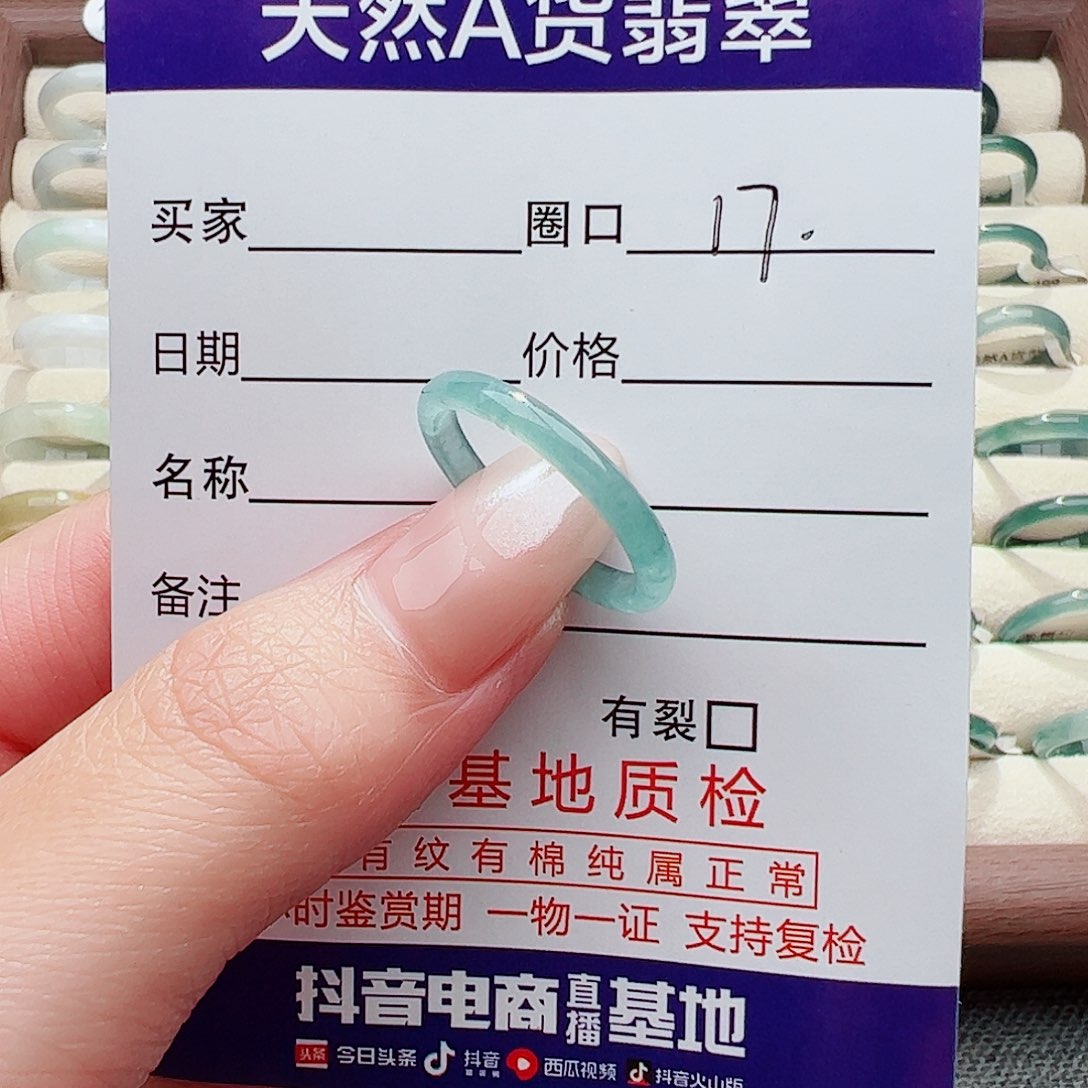 天然A货翡翠
买家 圈口 17.
日期 价格
名称
备注
有裂
基地质检
有纹有棉纯属正常
时鉴赏期 一物一证 支持复检
抖音电商直播基地
头条 今日头条 抖音 西瓜视频 抖音火山版